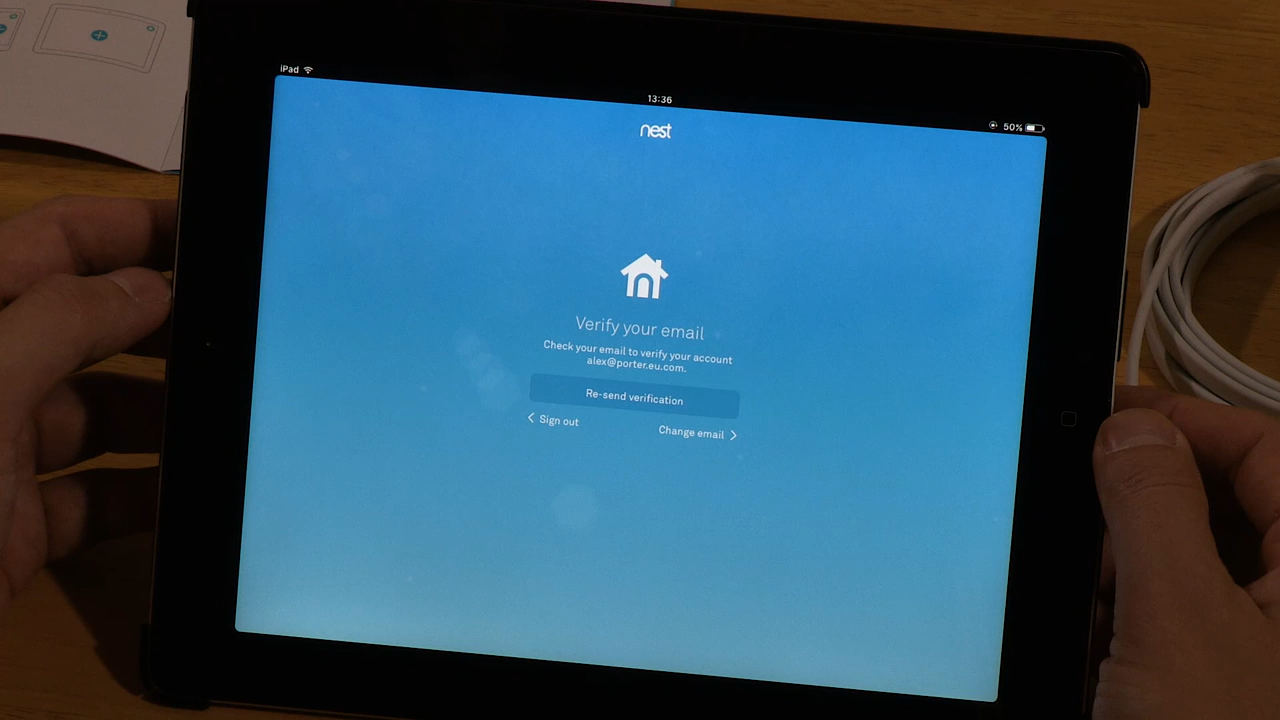 iPad
13:36
50%
nest
Verify your email
Check your email to verify your account
alex@porter.eu.com.
Re-send verification
Sign out
Change email